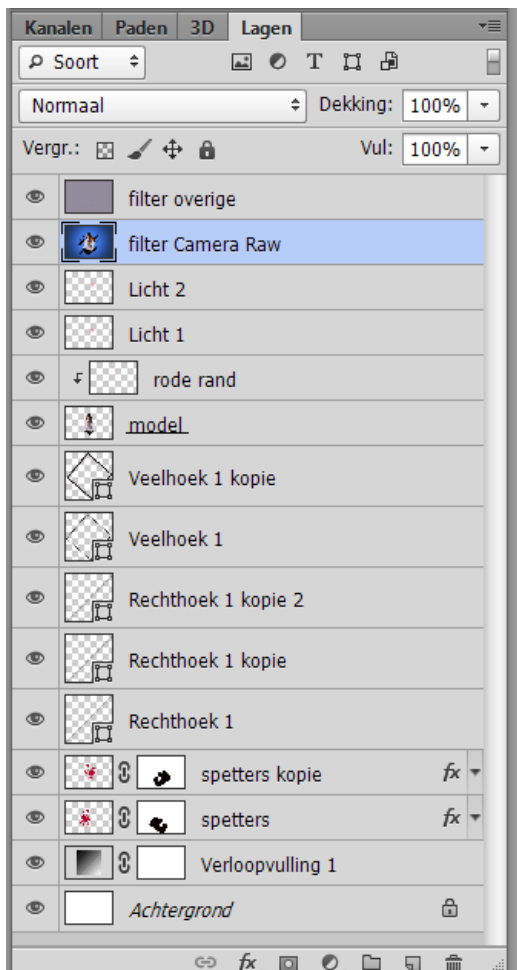 Kanalen Paden 3D Lagen
Soort
Normaal Dekking: 100%
Vergr.: Vul: 100%
filter overige
filter Camera Raw
Licht 2
Licht 1
rode rand
model
Veelhoek 1 kopie
Veelhoek 1
Rechthoek 1 kopie 2
Rechthoek 1 kopie
Rechthoek 1
spetters kopie fx
spetters fx
Verloopvulling 1
Achtergrond
fx